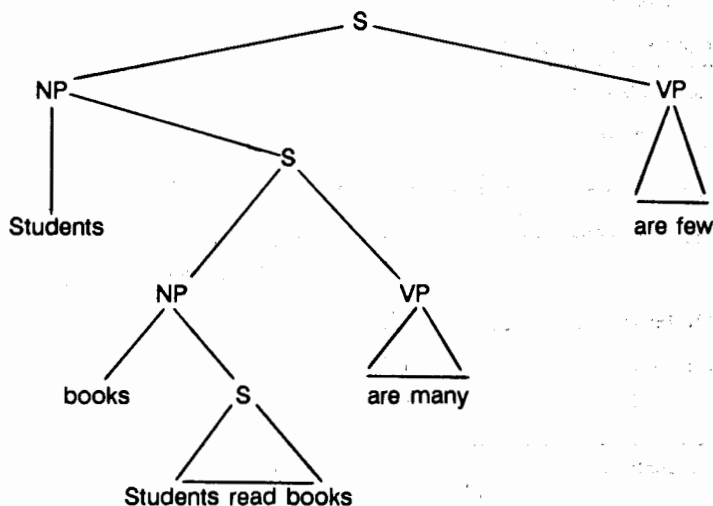 S
NP VP
S
Students are few
NP VP
books S are many
Students read books